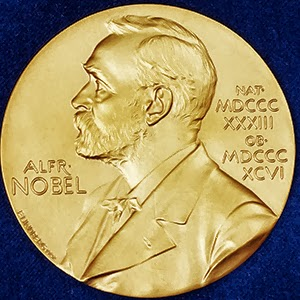 ALFR·
NOBEL
NAT·
MDCCC
XXXIII
OB·
MDCCC
XCVI